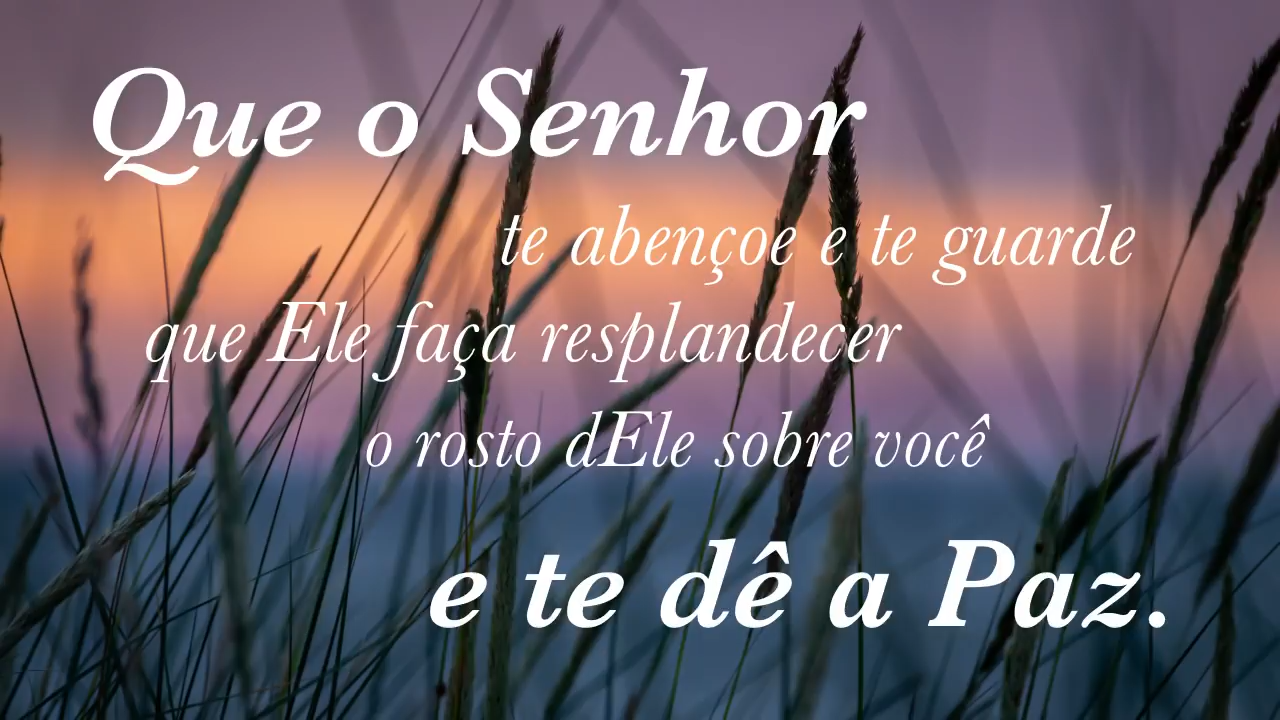 Que o Senhor
te abençoe e te guarde
que Ele faça resplandecer
o rosto dEle sobre você
e te dê a Paz.